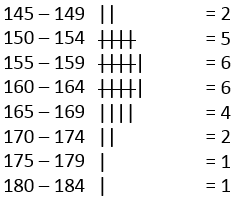 145 – 149 || = 2
150 – 154 ̶|̶|̶|̶|̶ = 5
155 – 159 ̶|̶|̶|̶|̶ | = 6
160 – 164 ̶|̶|̶|̶|̶ | = 6
165 – 169 |||| = 4
170 – 174 || = 2
175 – 179 | = 1
180 – 184 | = 1